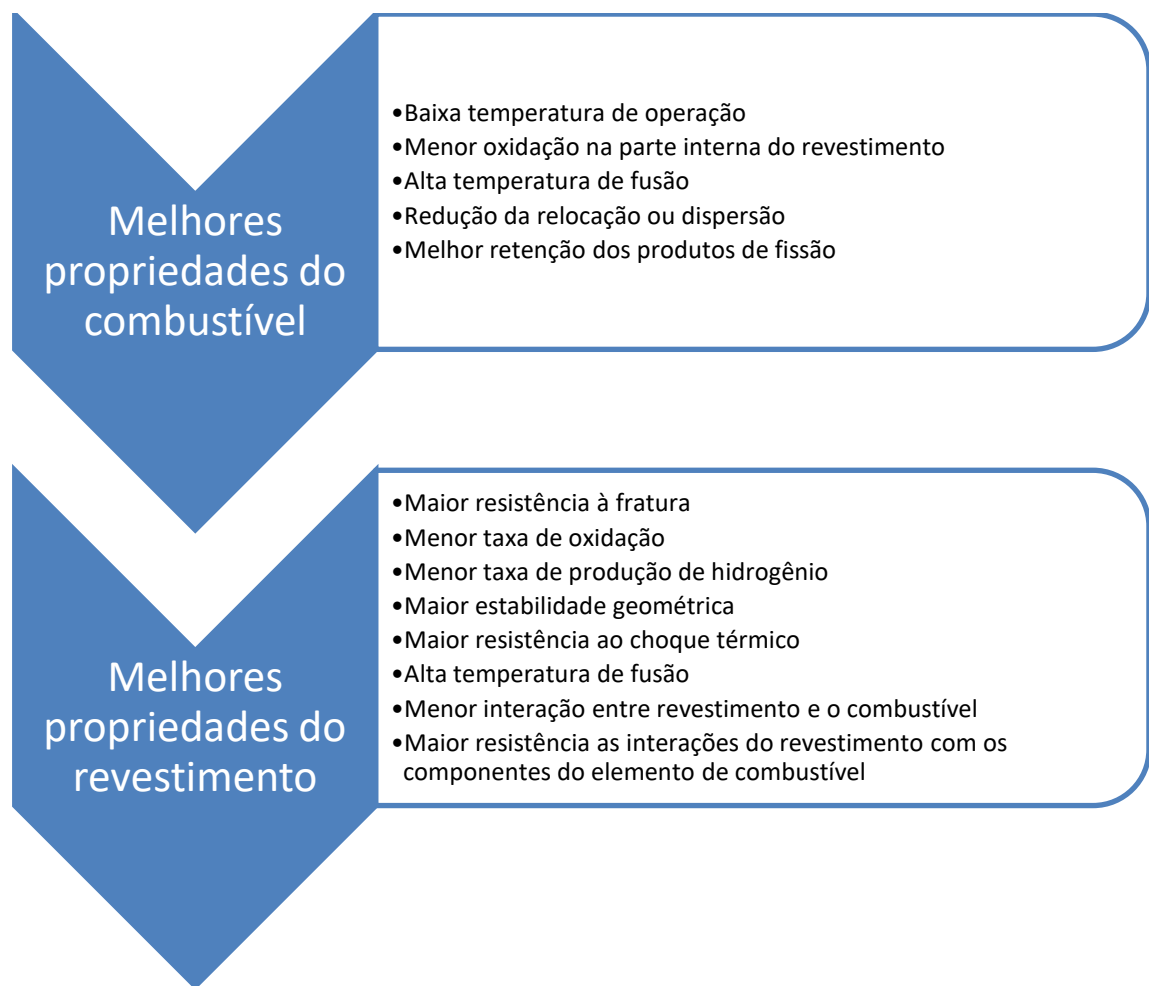 Melhores
propriedades do
combustível
•Baixa temperatura de operação
•Menor oxidação na parte interna do revestimento
•Alta temperatura de fusão
•Redução da relocação ou dispersão
•Melhor retenção dos produtos de fissão
Melhores
propriedades do
revestimento
•Maior resistência à fratura
•Menor taxa de oxidação
•Menor taxa de produção de hidrogênio
•Maior estabilidade geométrica
•Maior resistência ao choque térmico
•Alta temperatura de fusão
•Menor interação entre revestimento e o combustível
•Maior resistência as interações do revestimento com os
componentes do elemento de combustível